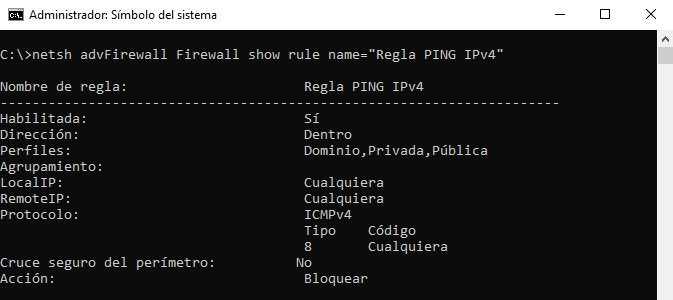 Administrador: Símbolo del sistema
C:\>netsh advFirewall Firewall show rule name="Regla PING IPv4"
Nombre de regla: Regla PING IPv4
----------------------------------------------------------------------
Habilitada: Sí
Dirección: Dentro
Perfiles: Dominio,Privada,Pública
Agrupamiento:
LocalIP: Cualquiera
RemoteIP: Cualquiera
Protocolo: ICMPv4
Tipo Código
8 Cualquiera
Cruce seguro del perímetro: No
Acción: Bloquear